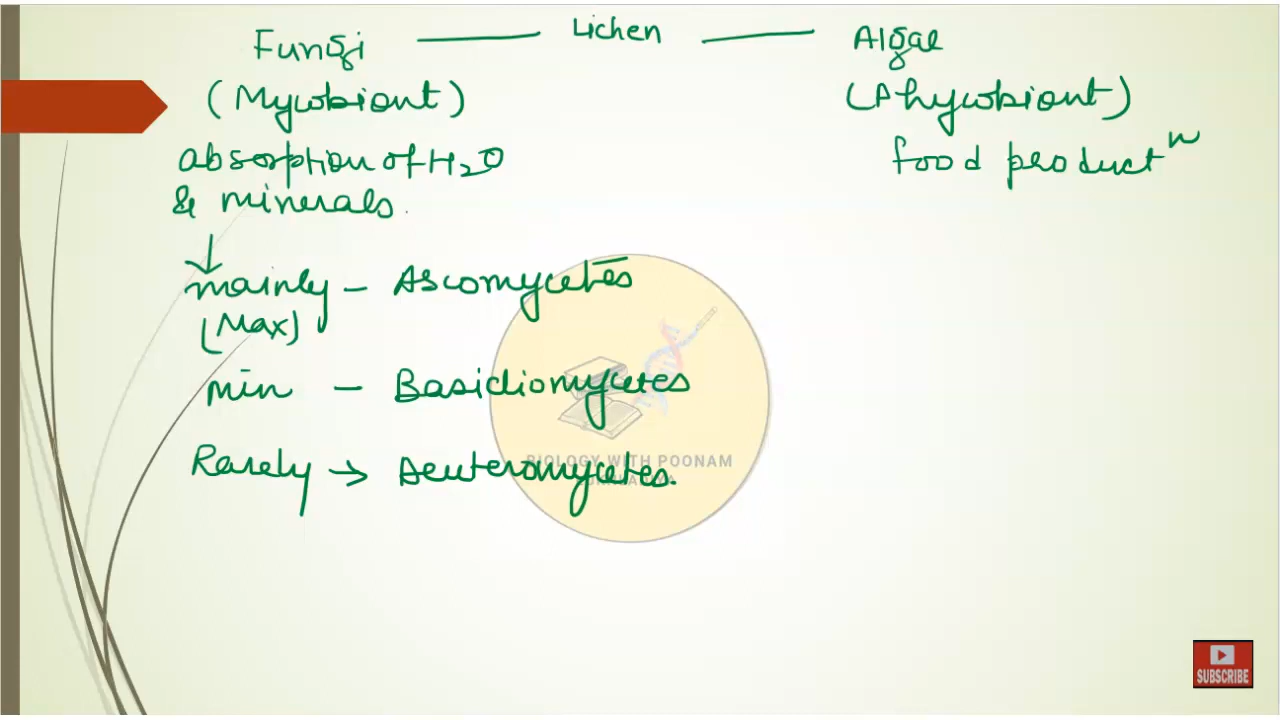 Fungi — Lichen — Algae
(Mycobiont) (Phycobiont)
absorption of H₂O food productⁿ
& minerals.
↓
mainly – Ascomycetes
(Max)
min – Basidiomycetes
Rarely → Deuteromycetes.
BIOLOGY WITH POONAM
SUBSCRIBE